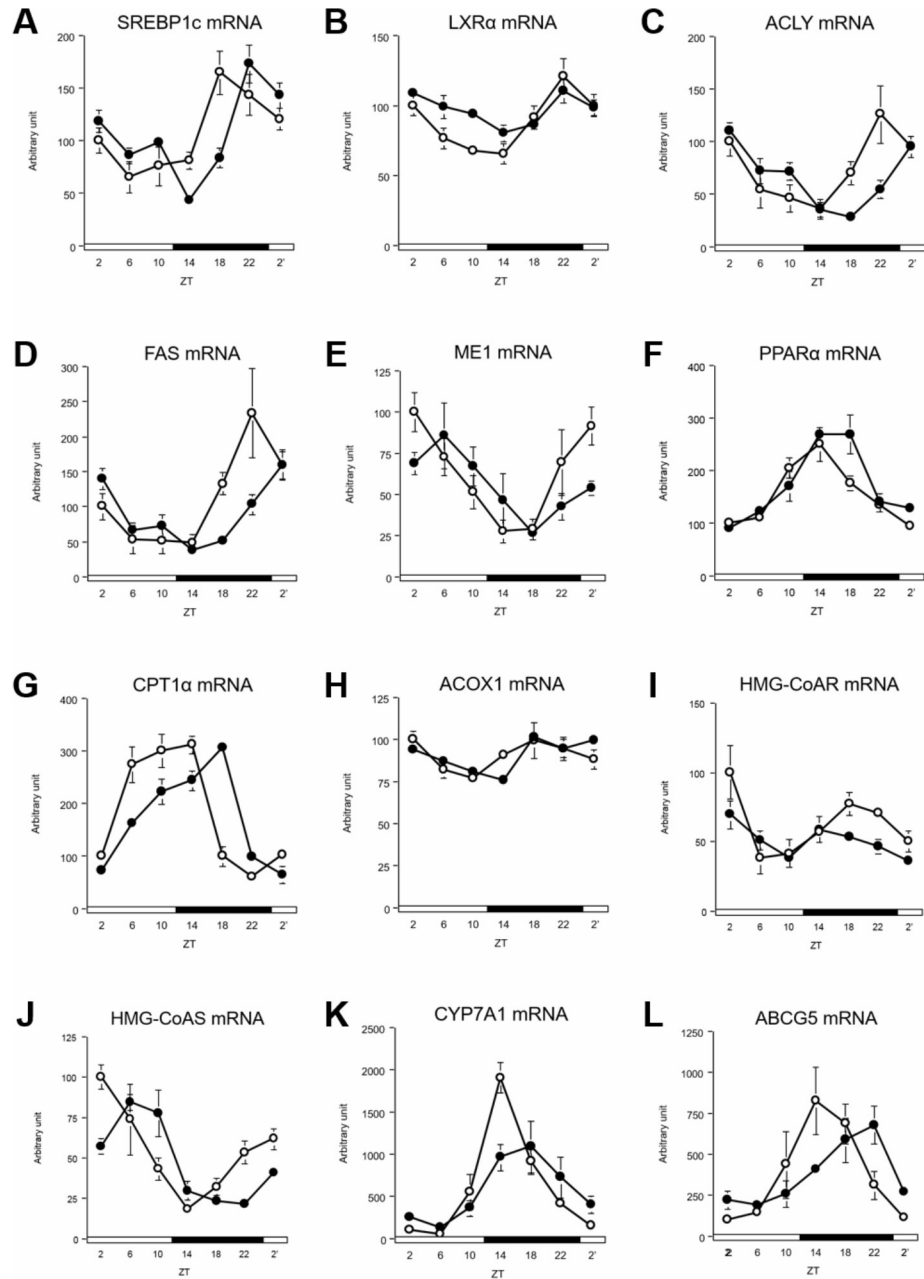 A SREBP1c mRNA
Arbitrary unit
200
150
100
50
0
2 6 10 14 18 22 2'
ZT
B LXRα mRNA
Arbitrary unit
150
100
50
0
2 6 10 14 18 22 2'
ZT
C ACLY mRNA
Arbitrary unit
200
150
100
50
0
2 6 10 14 18 22 2'
ZT
D FAS mRNA
Arbitrary unit
300
250
200
150
100
50
0
2 6 10 14 18 22 2'
ZT
E ME1 mRNA
Arbitrary unit
125
100
75
50
25
0
2 6 10 14 18 22 2'
ZT
F PPARα mRNA
Arbitrary unit
400
300
200
100
0
2 6 10 14 18 22 2'
ZT
G CPT1α mRNA
Arbitrary unit
400
300
200
100
0
2 6 10 14 18 22 2'
ZT
H ACOX1 mRNA
Arbitrary unit
125
100
75
50
25
0
2 6 10 14 18 22 2'
ZT
I HMG-CoAR mRNA
Arbitrary unit
150
100
50
0
2 6 10 14 18 22 2'
ZT
J HMG-CoAS mRNA
Arbitrary unit
125
100
75
50
25
0
2 6 10 14 18 22 2'
ZT
K CYP7A1 mRNA
Arbitrary unit
2500
2000
1500
1000
500
0
2 6 10 14 18 22 2'
ZT
L ABCG5 mRNA
Arbitrary unit
1250
1000
750
500
250
0
2 6 10 14 18 22 2'
ZT